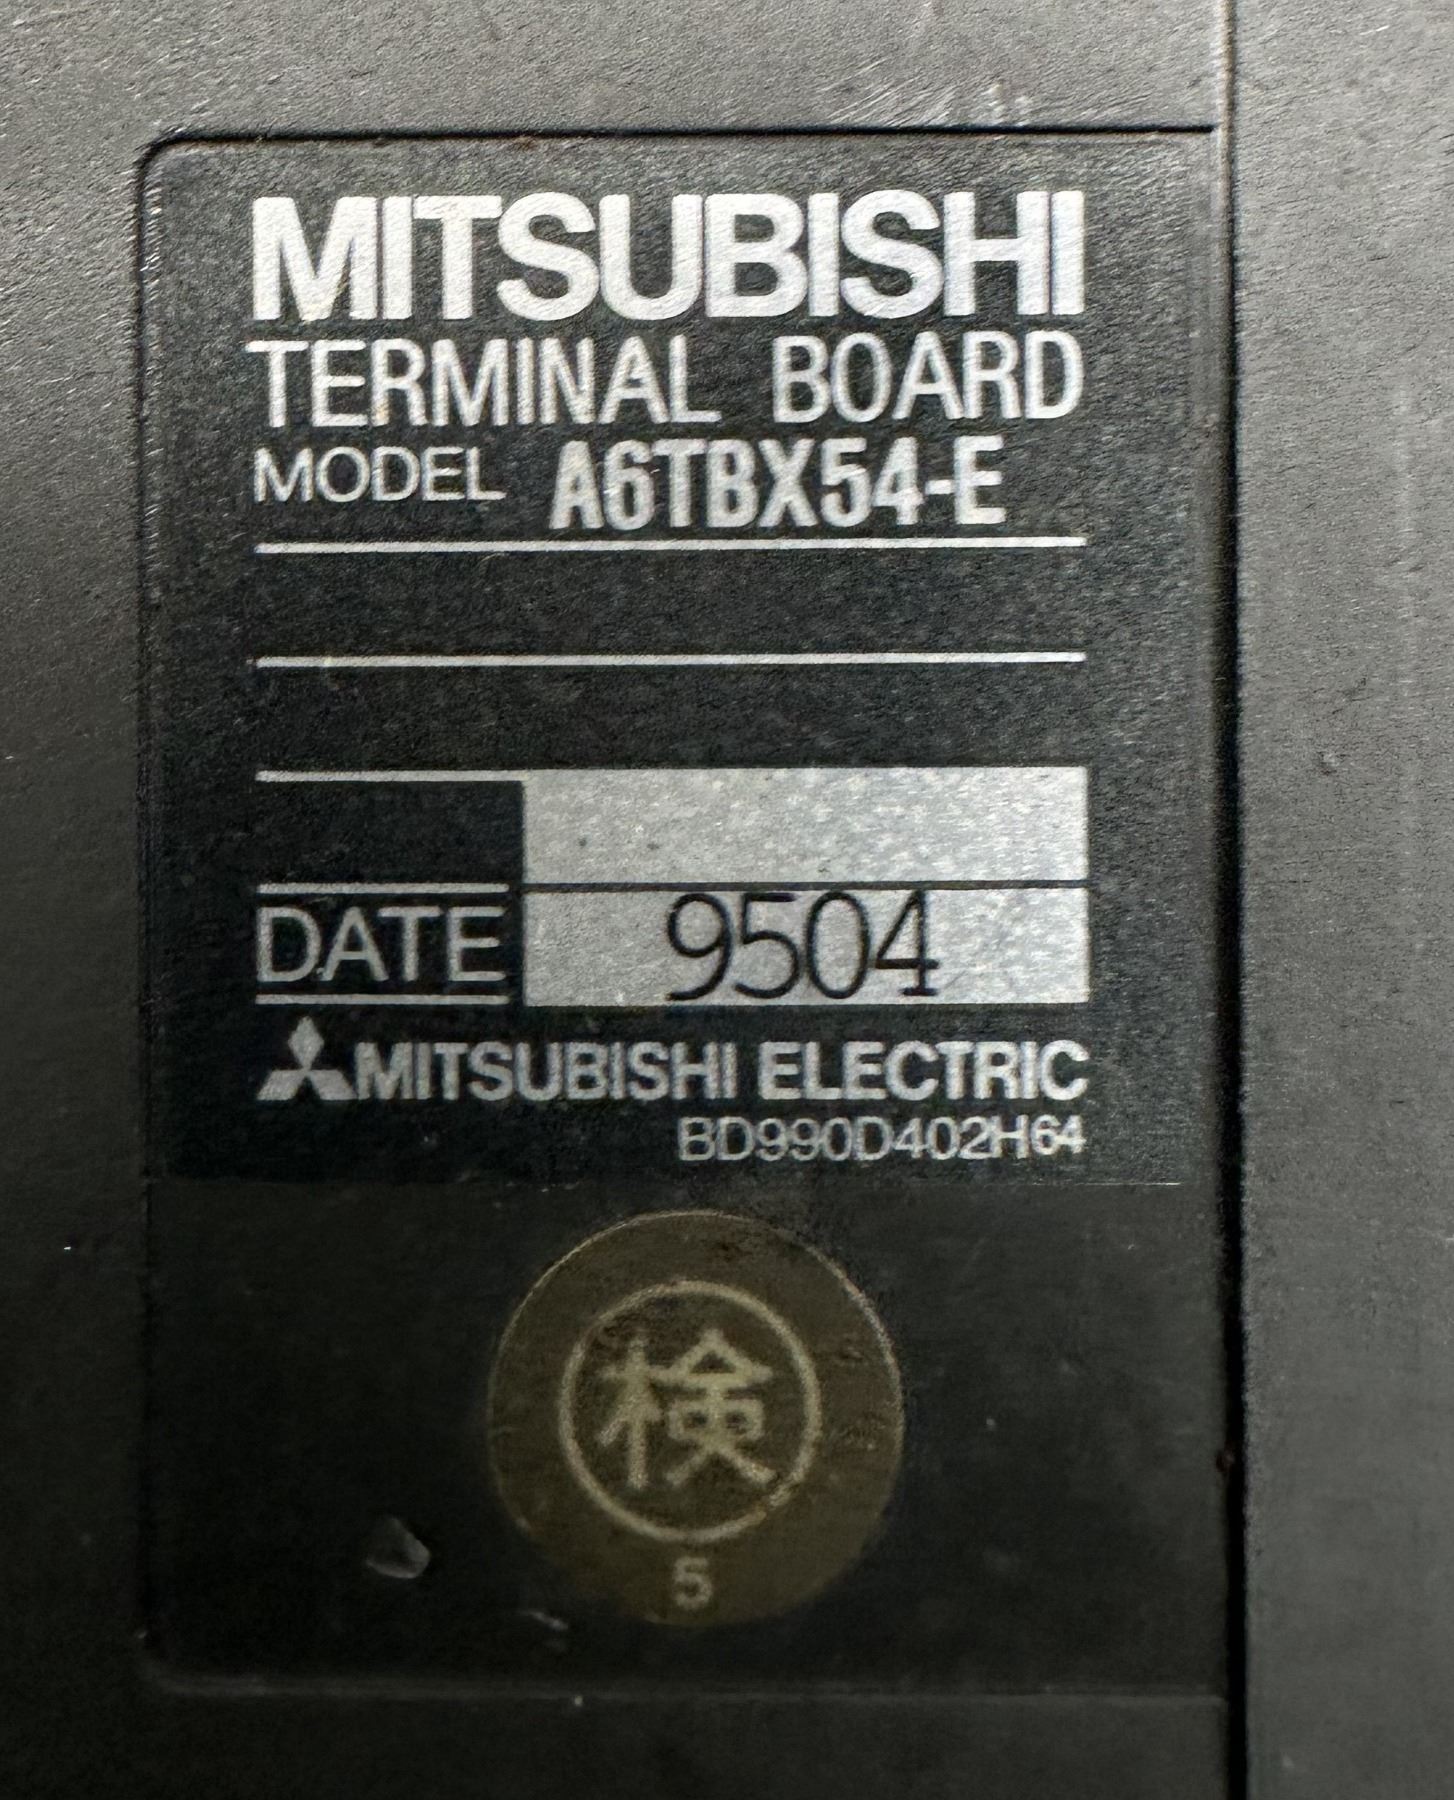 MITSUBISHI
TERMINAL BOARD
MODEL A6TBX54-E
DATE 9504
MITSUBISHI ELECTRIC
BD990D402H64
検
5